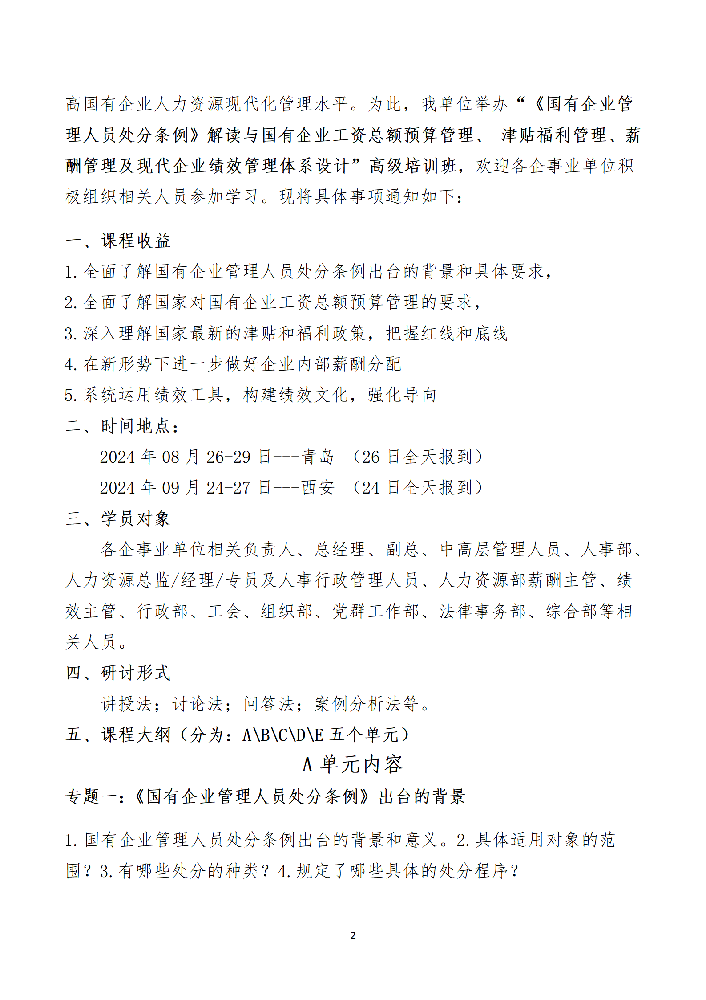 高国有企业人力资源现代化管理水平。为此，我单位举办“《国有企业管
理人员处分条例》解读与国有企业工资总额预算管理、 津贴福利管理、薪
酬管理及现代企业绩效管理体系设计”高级培训班，欢迎各企事业单位积
极组织相关人员参加学习。现将具体事项通知如下：
一、课程收益
1.全面了解国有企业管理人员处分条例出台的背景和具体要求，
2.全面了解国家对国有企业工资总额预算管理的要求，
3.深入理解国家最新的津贴和福利政策，把握红线和底线
4.在新形势下进一步做好企业内部薪酬分配
5.系统运用绩效工具，构建绩效文化，强化导向
二、时间地点：
2024 年 08 月 26-29 日---青岛 （26 日全天报到）
2024 年 09 月 24-27 日---西安 （24 日全天报到）
三、学员对象
各企事业单位相关负责人、总经理、副总、中高层管理人员、人事部、
人力资源总监/经理/专员及人事行政管理人员、人力资源部薪酬主管、绩
效主管、行政部、工会、组织部、党群工作部、法律事务部、综合部等相
关人员。
四、研讨形式
讲授法；讨论法；问答法；案例分析法等。
五、课程大纲（分为：A\B\C\D\E 五个单元）
A 单元内容
专题一：《国有企业管理人员处分条例》出台的背景
1.国有企业管理人员处分条例出台的背景和意义。2.具体适用对象的范
围？3.有哪些处分的种类？4.规定了哪些具体的处分程序？
2